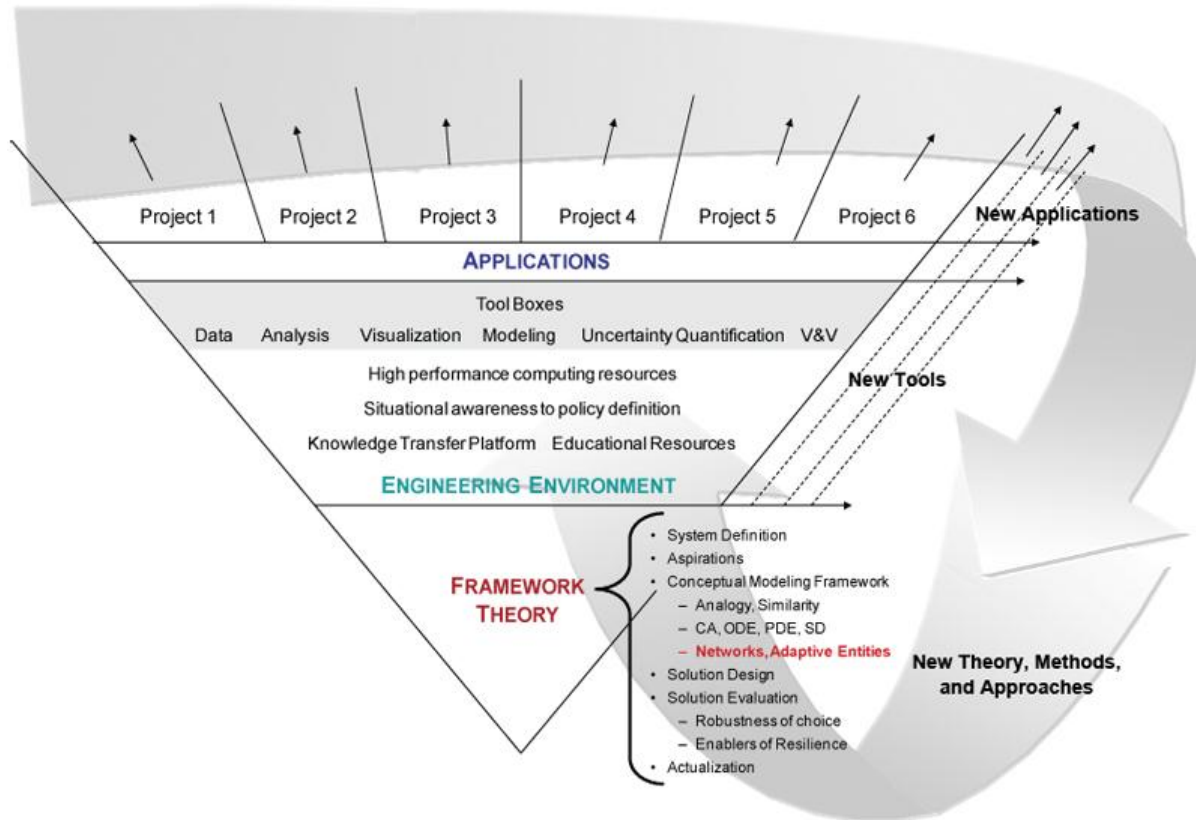 Project 1 Project 2 Project 3 Project 4 Project 5 Project 6
New Applications
APPLICATIONS
Tool Boxes
Data Analysis Visualization Modeling Uncertainty Quantification V&V
High performance computing resources
New Tools
Situational awareness to policy definition
Knowledge Transfer Platform Educational Resources
ENGINEERING ENVIRONMENT
FRAMEWORK
THEORY
• System Definition
• Aspirations
• Conceptual Modeling Framework
– Analogy, Similarity
– CA, ODE, PDE, SD
– Networks, Adaptive Entities
• Solution Design
• Solution Evaluation
– Robustness of choice
– Enablers of Resilience
• Actualization
New Theory, Methods,
and Approaches